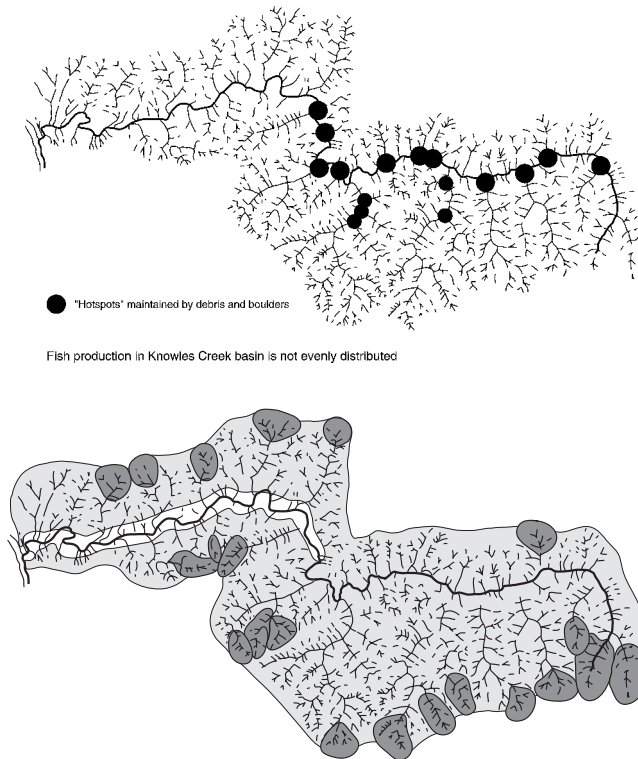 "Hotspots" maintained by debris and boulders
Fish production in Knowles Creek basin is not evenly distributed